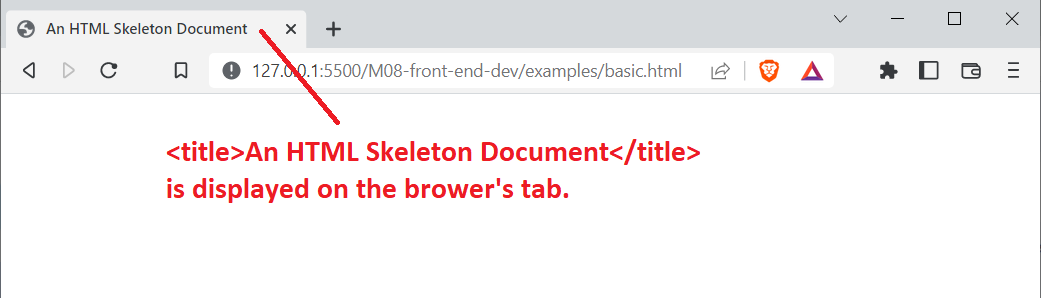 An HTML Skeleton Document
127.0.0.1:5500/M08-front-end-dev/examples/basic.html
<title>An HTML Skeleton Document</title>
is displayed on the brower's tab.